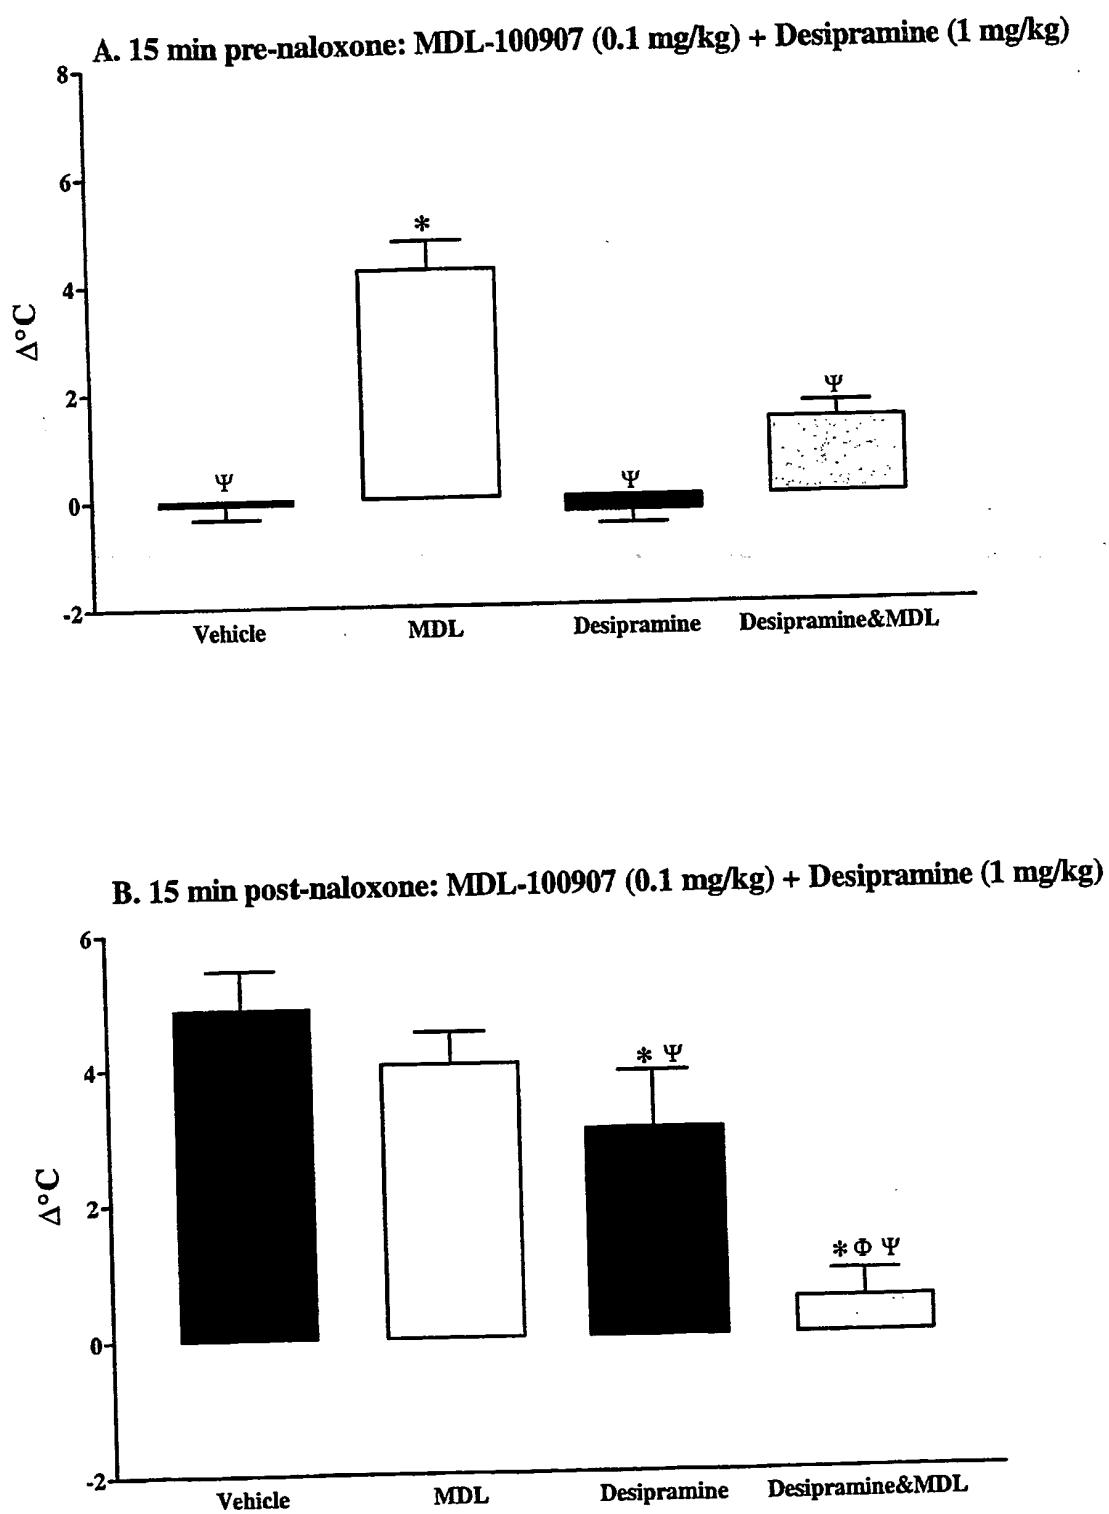 A. 15 min pre-naloxone: MDL-100907 (0.1 mg/kg) + Desipramine (1 mg/kg)
8
6
*
4
Δ°C
Ψ
2
Ψ Ψ
0
-2
Vehicle MDL Desipramine Desipramine&MDL
B. 15 min post-naloxone: MDL-100907 (0.1 mg/kg) + Desipramine (1 mg/kg)
6
* Ψ
4
Δ°C
2
* Φ Ψ
0
-2
Vehicle MDL Desipramine Desipramine&MDL